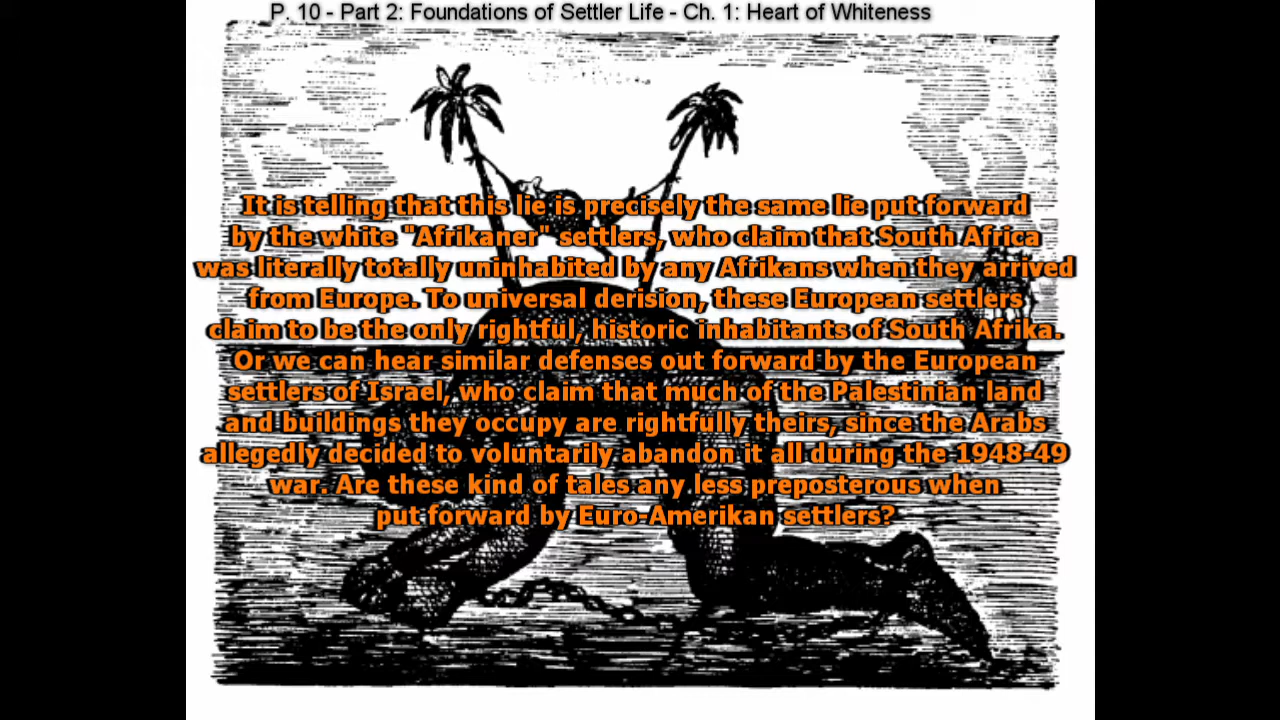 P. 10 - Part 2: Foundations of Settler Life - Ch. 1: Heart of Whiteness
It is telling that this lie is precisely the same lie put forward
by the white "Afrikaner" settlers, who claim that South Africa
was literally totally uninhabited by any Afrikans when they arrived
from Europe. To universal derision, these European settlers
claim to be the only rightful, historic inhabitants of South Afrika.
Or we can hear similar defenses out forward by the European
settlers of Israel, who claim that much of the Palestinian land
and buildings they occupy are rightfully theirs, since the Arabs
allegedly decided to voluntarily abandon it all during the 1948-49
war. Are these kind of tales any less preposterous when
put forward by Euro-Amerikan settlers?